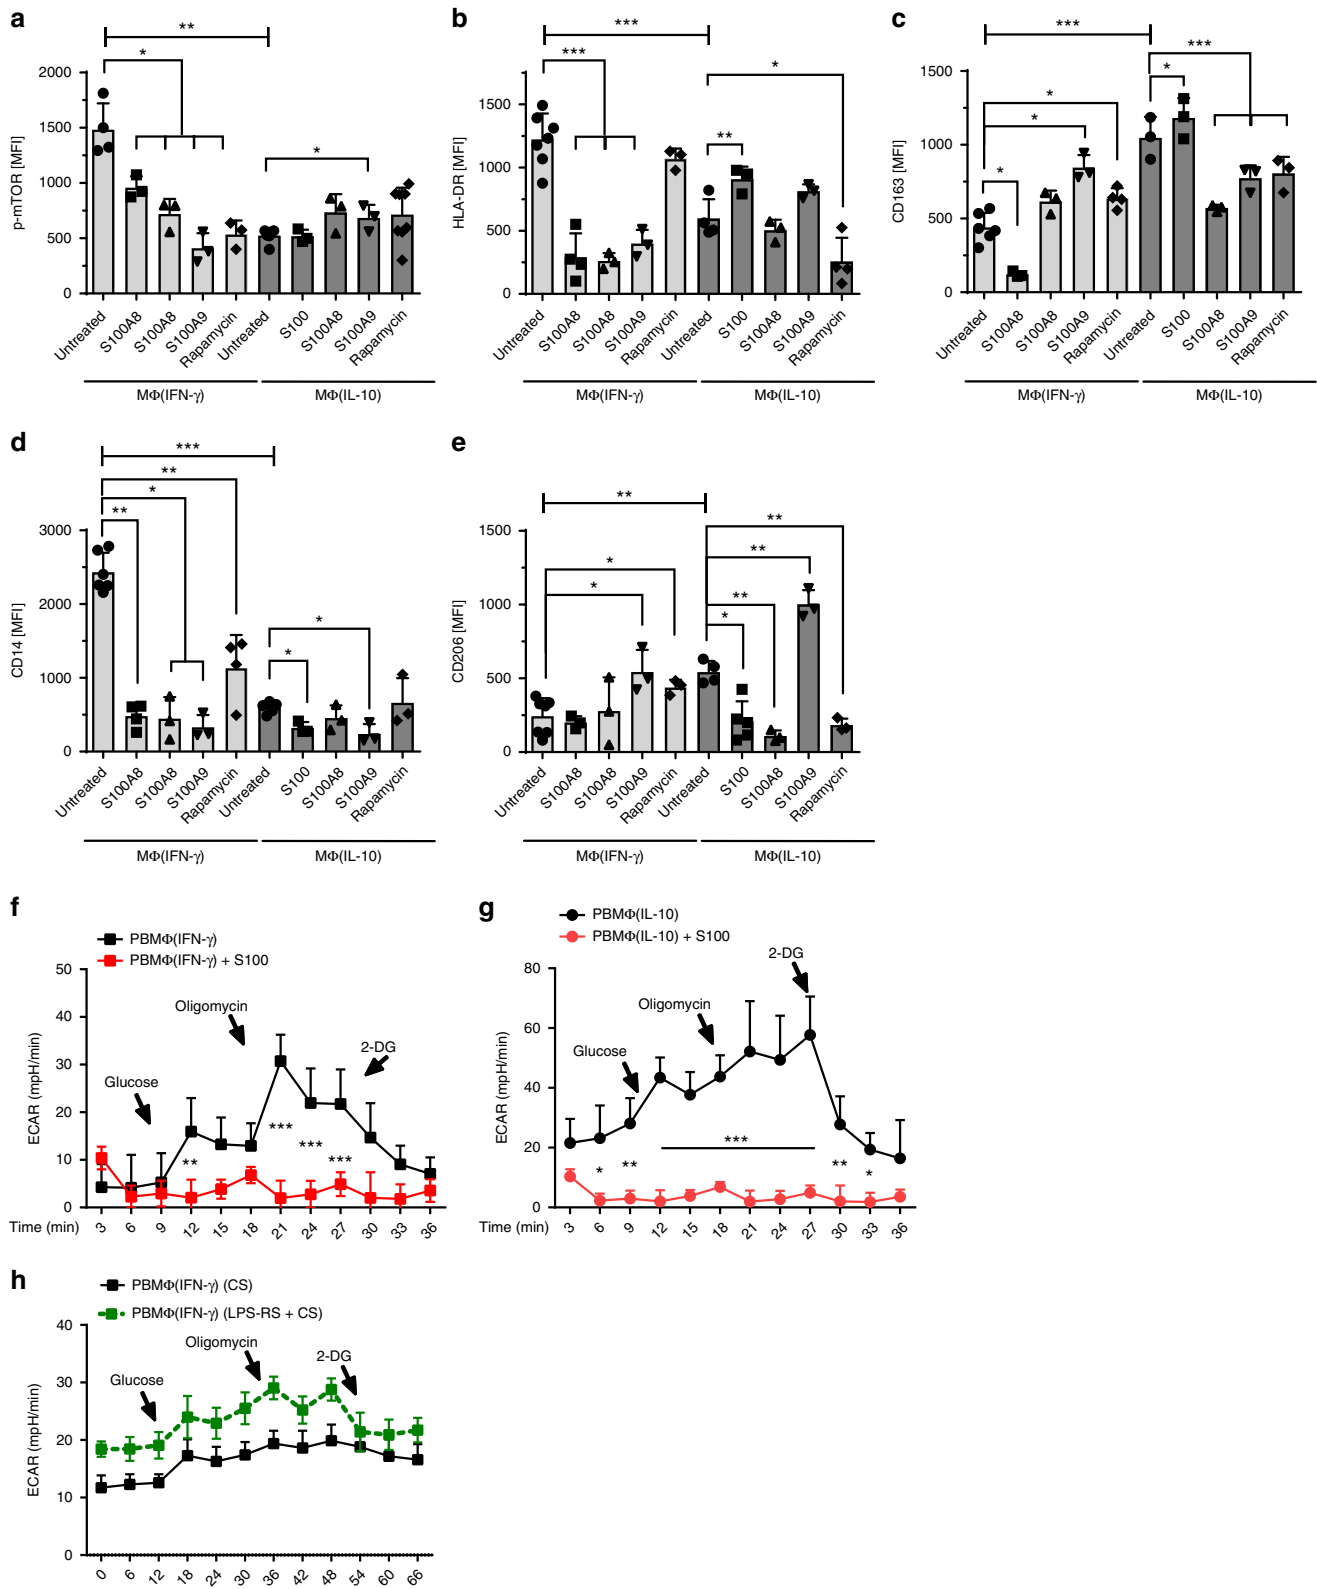 a
**
*
p-mTOR [MFI]
2000
1500
1000
500
0
*
Untreated
S100A8
S100A8
S100A9
Rapamycin
Untreated
S100
S100A8
S100A9
Rapamycin
MΦ(IFN-γ)
MΦ(IL-10)
b
***
***
*
**
HLA-DR [MFI]
1500
1000
500
0
Untreated
S100A8
S100A8
S100A9
Rapamycin
Untreated
S100
S100A8
S100A9
Rapamycin
MΦ(IFN-γ)
MΦ(IL-10)
c
***
***
*
*
*
*
CD163 [MFI]
1500
1000
500
0
Untreated
S100A8
S100A8
S100A9
Rapamycin
Untreated
S100
S100A8
S100A9
Rapamycin
MΦ(IFN-γ)
MΦ(IL-10)
d
***
**
*
**
*
*
CD14 [MFI]
3000
2000
1000
0
Untreated
S100A8
S100A8
S100A9
Rapamycin
Untreated
S100
S100A8
S100A9
Rapamycin
MΦ(IFN-γ)
MΦ(IL-10)
e
**
**
**
*
*
**
*
CD206 [MFI]
1500
1000
500
0
Untreated
S100A8
S100A8
S100A9
Rapamycin
Untreated
S100
S100A8
S100A9
Rapamycin
MΦ(IFN-γ)
MΦ(IL-10)
f
PBMΦ(IFN-γ)
PBMΦ(IFN-γ) + S100
ECAR (mpH/min)
50
40
30
20
10
0
Glucose
Oligomycin
2-DG
**
***
***
***
Time (min)
3
6
9
12
15
18
21
24
27
30
33
36
g
PBMΦ(IL-10)
PBMΦ(IL-10) + S100
ECAR (mpH/min)
80
60
40
20
0
Glucose
Oligomycin
2-DG
*
**
***
**
*
Time (min)
3
6
9
12
15
18
21
24
27
30
33
36
h
PBMΦ(IFN-γ) (CS)
PBMΦ(IFN-γ) (LPS-RS + CS)
ECAR (mpH/min)
40
30
20
10
0
Glucose
Oligomycin
2-DG
0
6
12
18
24
30
36
42
48
54
60
66